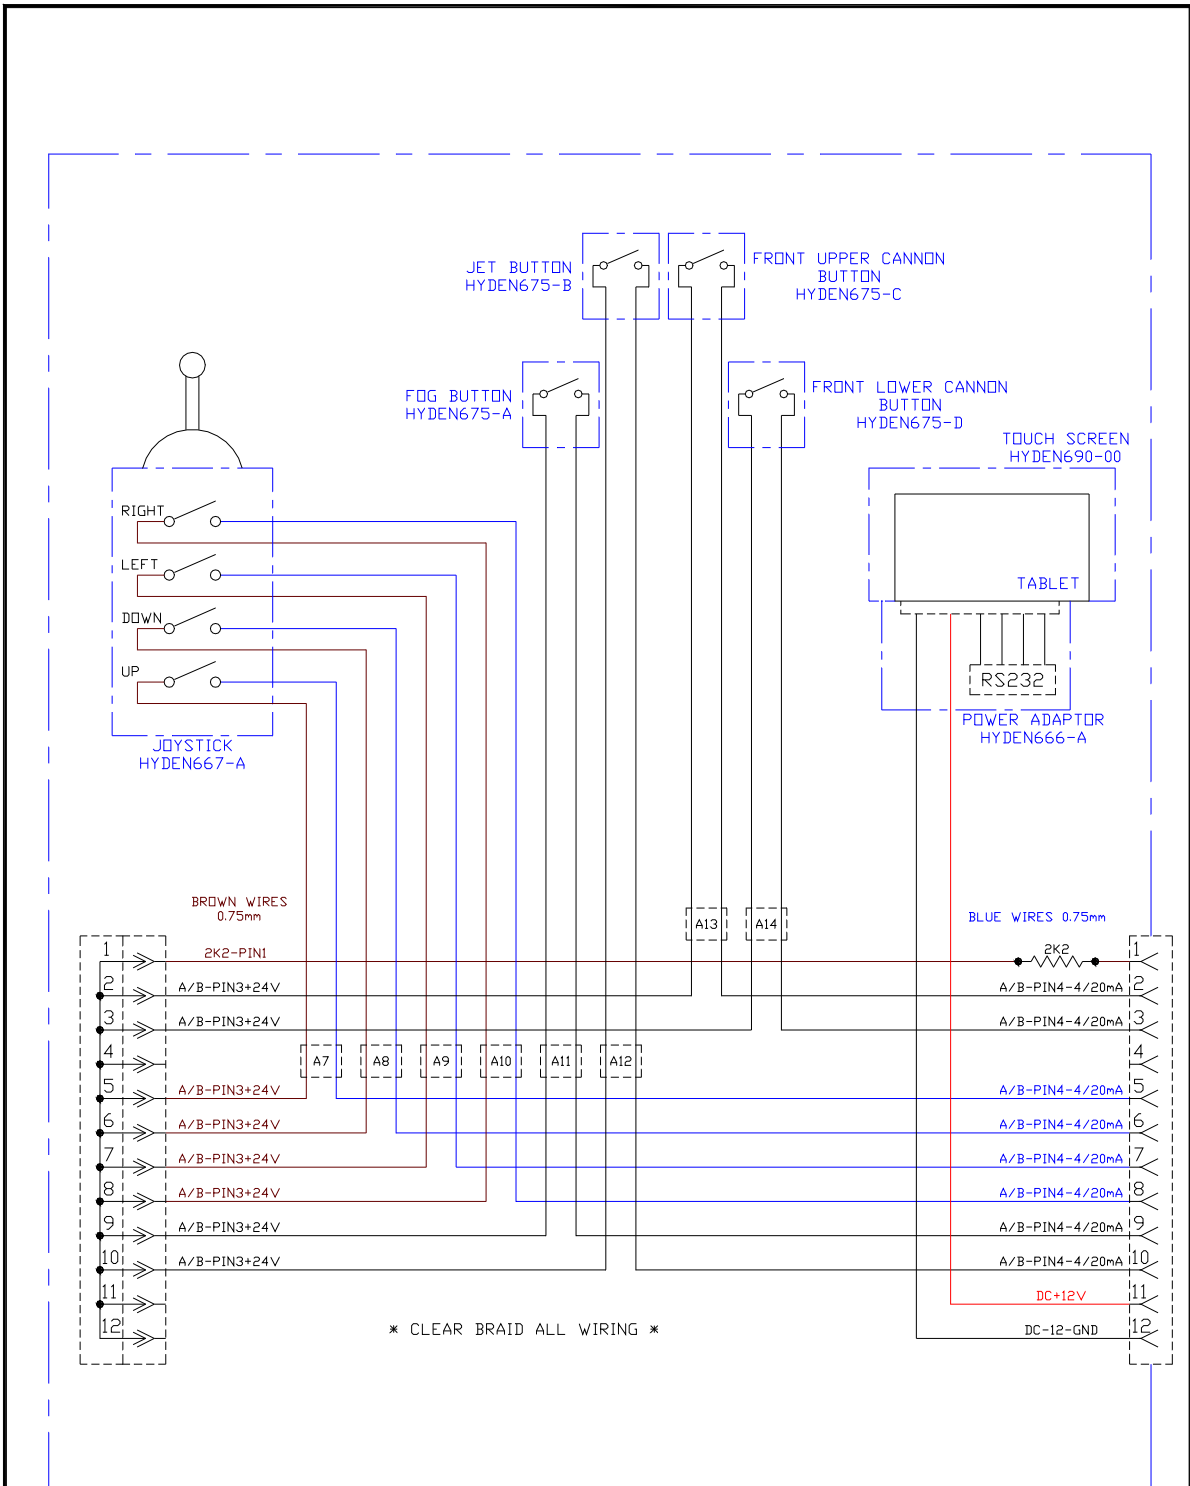 JET BUTTON
HYDEN675-B
FRONT UPPER CANNON
BUTTON
HYDEN675-C
FOG BUTTON
HYDEN675-A
FRONT LOWER CANNON
BUTTON
HYDEN675-D
TOUCH SCREEN
HYDEN690-00
RIGHT
LEFT
DOWN
UP
TABLET
RS232
POWER ADAPTOR
HYDEN666-A
JOYSTICK
HYDEN667-A
BROWN WIRES
0.75mm
BLUE WIRES 0.75mm
A13
A14
1 2K2-PIN1 2K2 1
2 A/B-PIN3+24V A/B-PIN4-4/20mA 2
3 A/B-PIN3+24V A/B-PIN4-4/20mA 3
4 A7 A8 A9 A10 A11 A12 4
5 A/B-PIN3+24V A/B-PIN4-4/20mA 5
6 A/B-PIN3+24V A/B-PIN4-4/20mA 6
7 A/B-PIN3+24V A/B-PIN4-4/20mA 7
8 A/B-PIN3+24V A/B-PIN4-4/20mA 8
9 A/B-PIN3+24V A/B-PIN4-4/20mA 9
10 A/B-PIN3+24V A/B-PIN4-4/20mA 10
11 DC+12V 11
12 * CLEAR BRAID ALL WIRING * DC-12-GND 12